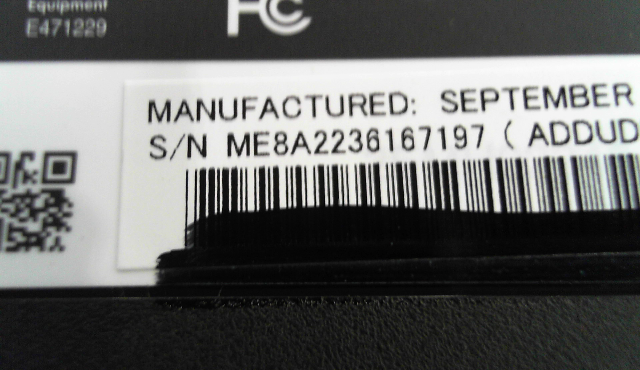 Equipment
E471229
FC
MANUFACTURED: SEPTEMBER
S/N ME8A2236167197 ( ADDUD